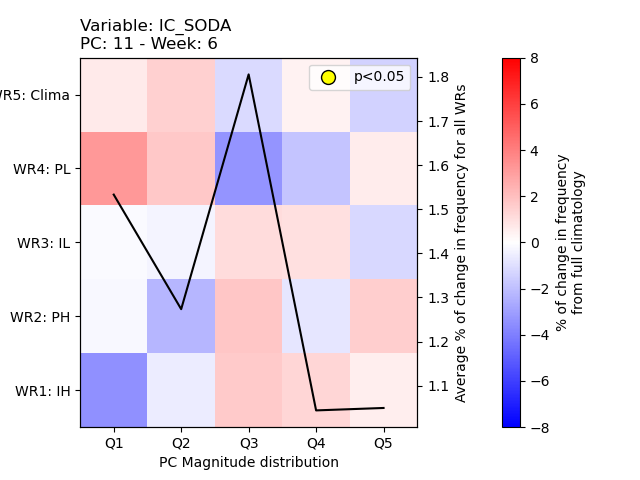 Variable: IC_SODA
PC: 11 - Week: 6
p<0.05
WR5: Clima
WR4: PL
WR3: IL
WR2: PH
WR1: IH
Q1 Q2 Q3 Q4 Q5
PC Magnitude distribution
1.8
1.7
1.6
1.5
1.4
1.3
1.2
1.1
Average % of change in frequency for all WRs
8
6
4
2
0
−2
−4
−6
−8
% of change in frequency
from full climatology